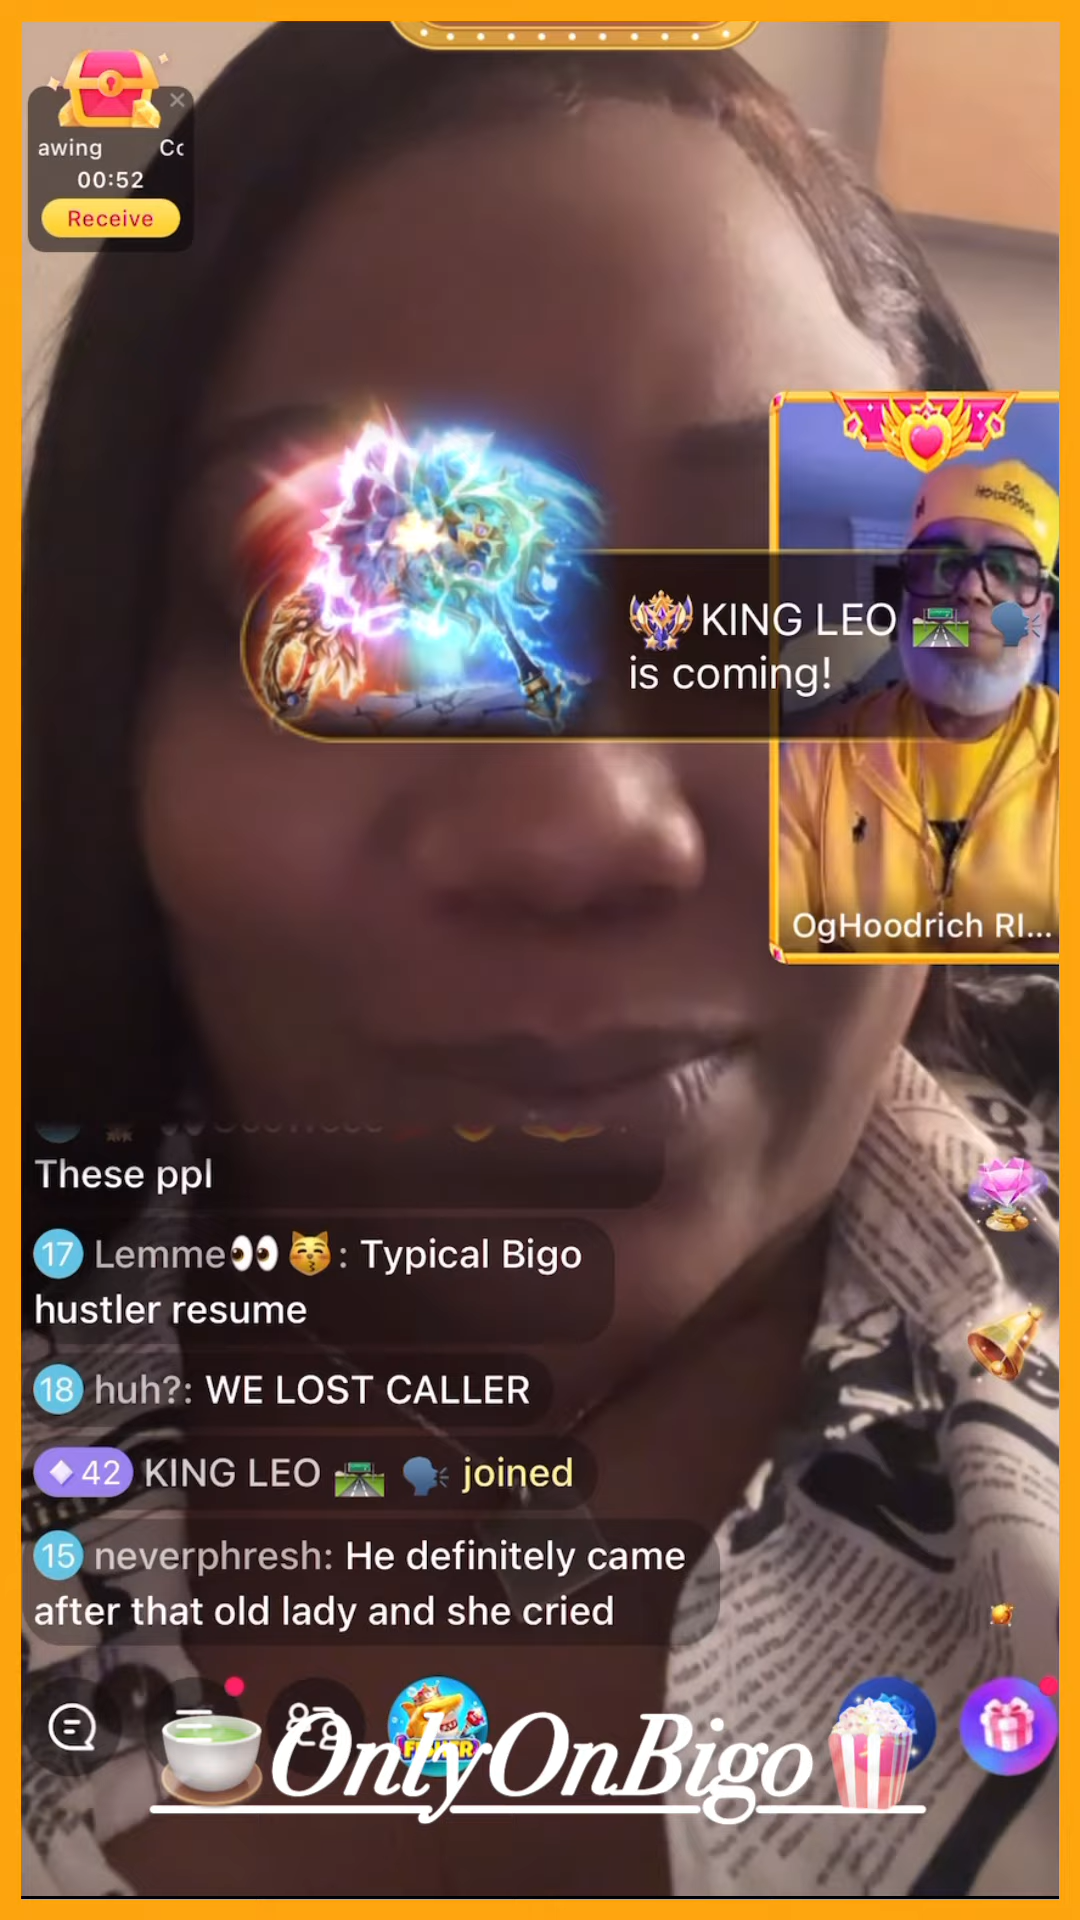 awing Co
00:52
Receive
KING LEO
is coming!
OgHoodrich RI...
These ppl
17 Lemme👀😽: Typical Bigo
hustler resume
18 huh?: WE LOST CALLER
42 KING LEO 🛣️ 🗣️ joined
15 neverphresh: He definitely came
after that old lady and she cried
OnlyOnBigo